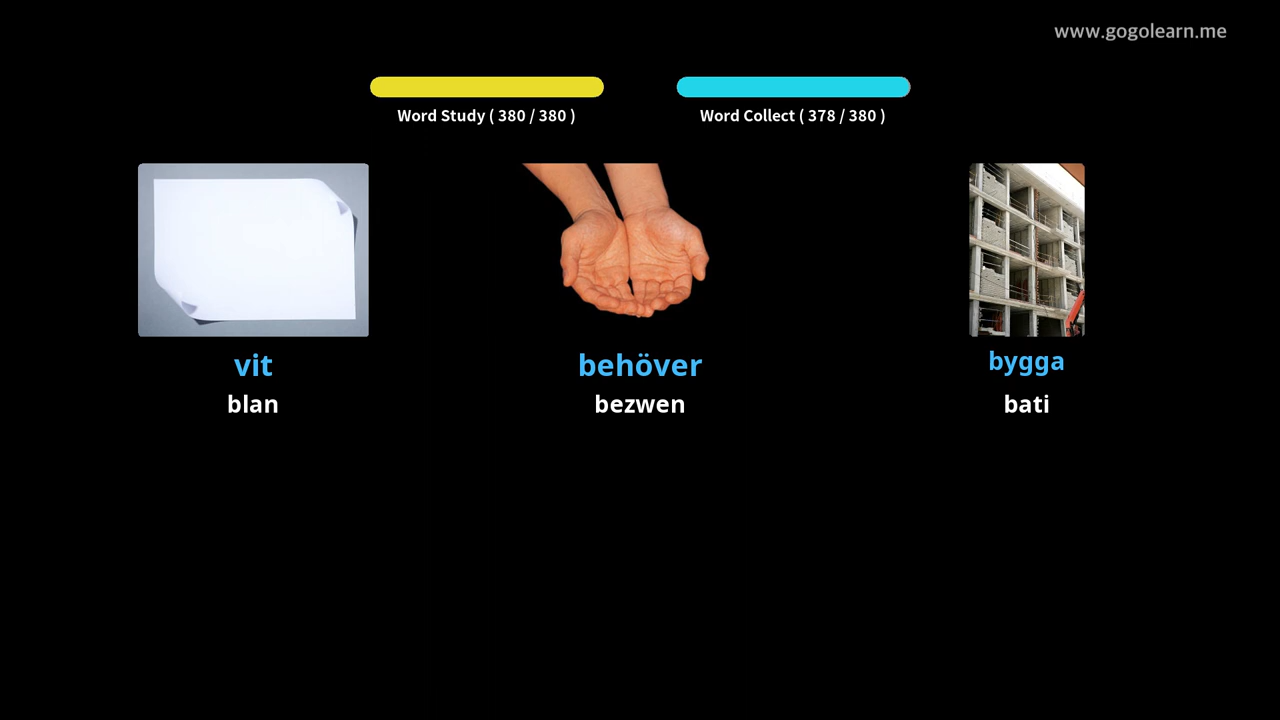 www.gogolearn.me
Word Study ( 380 / 380 )
Word Collect ( 378 / 380 )
vit
behöver
bygga
blan
bezwen
bati